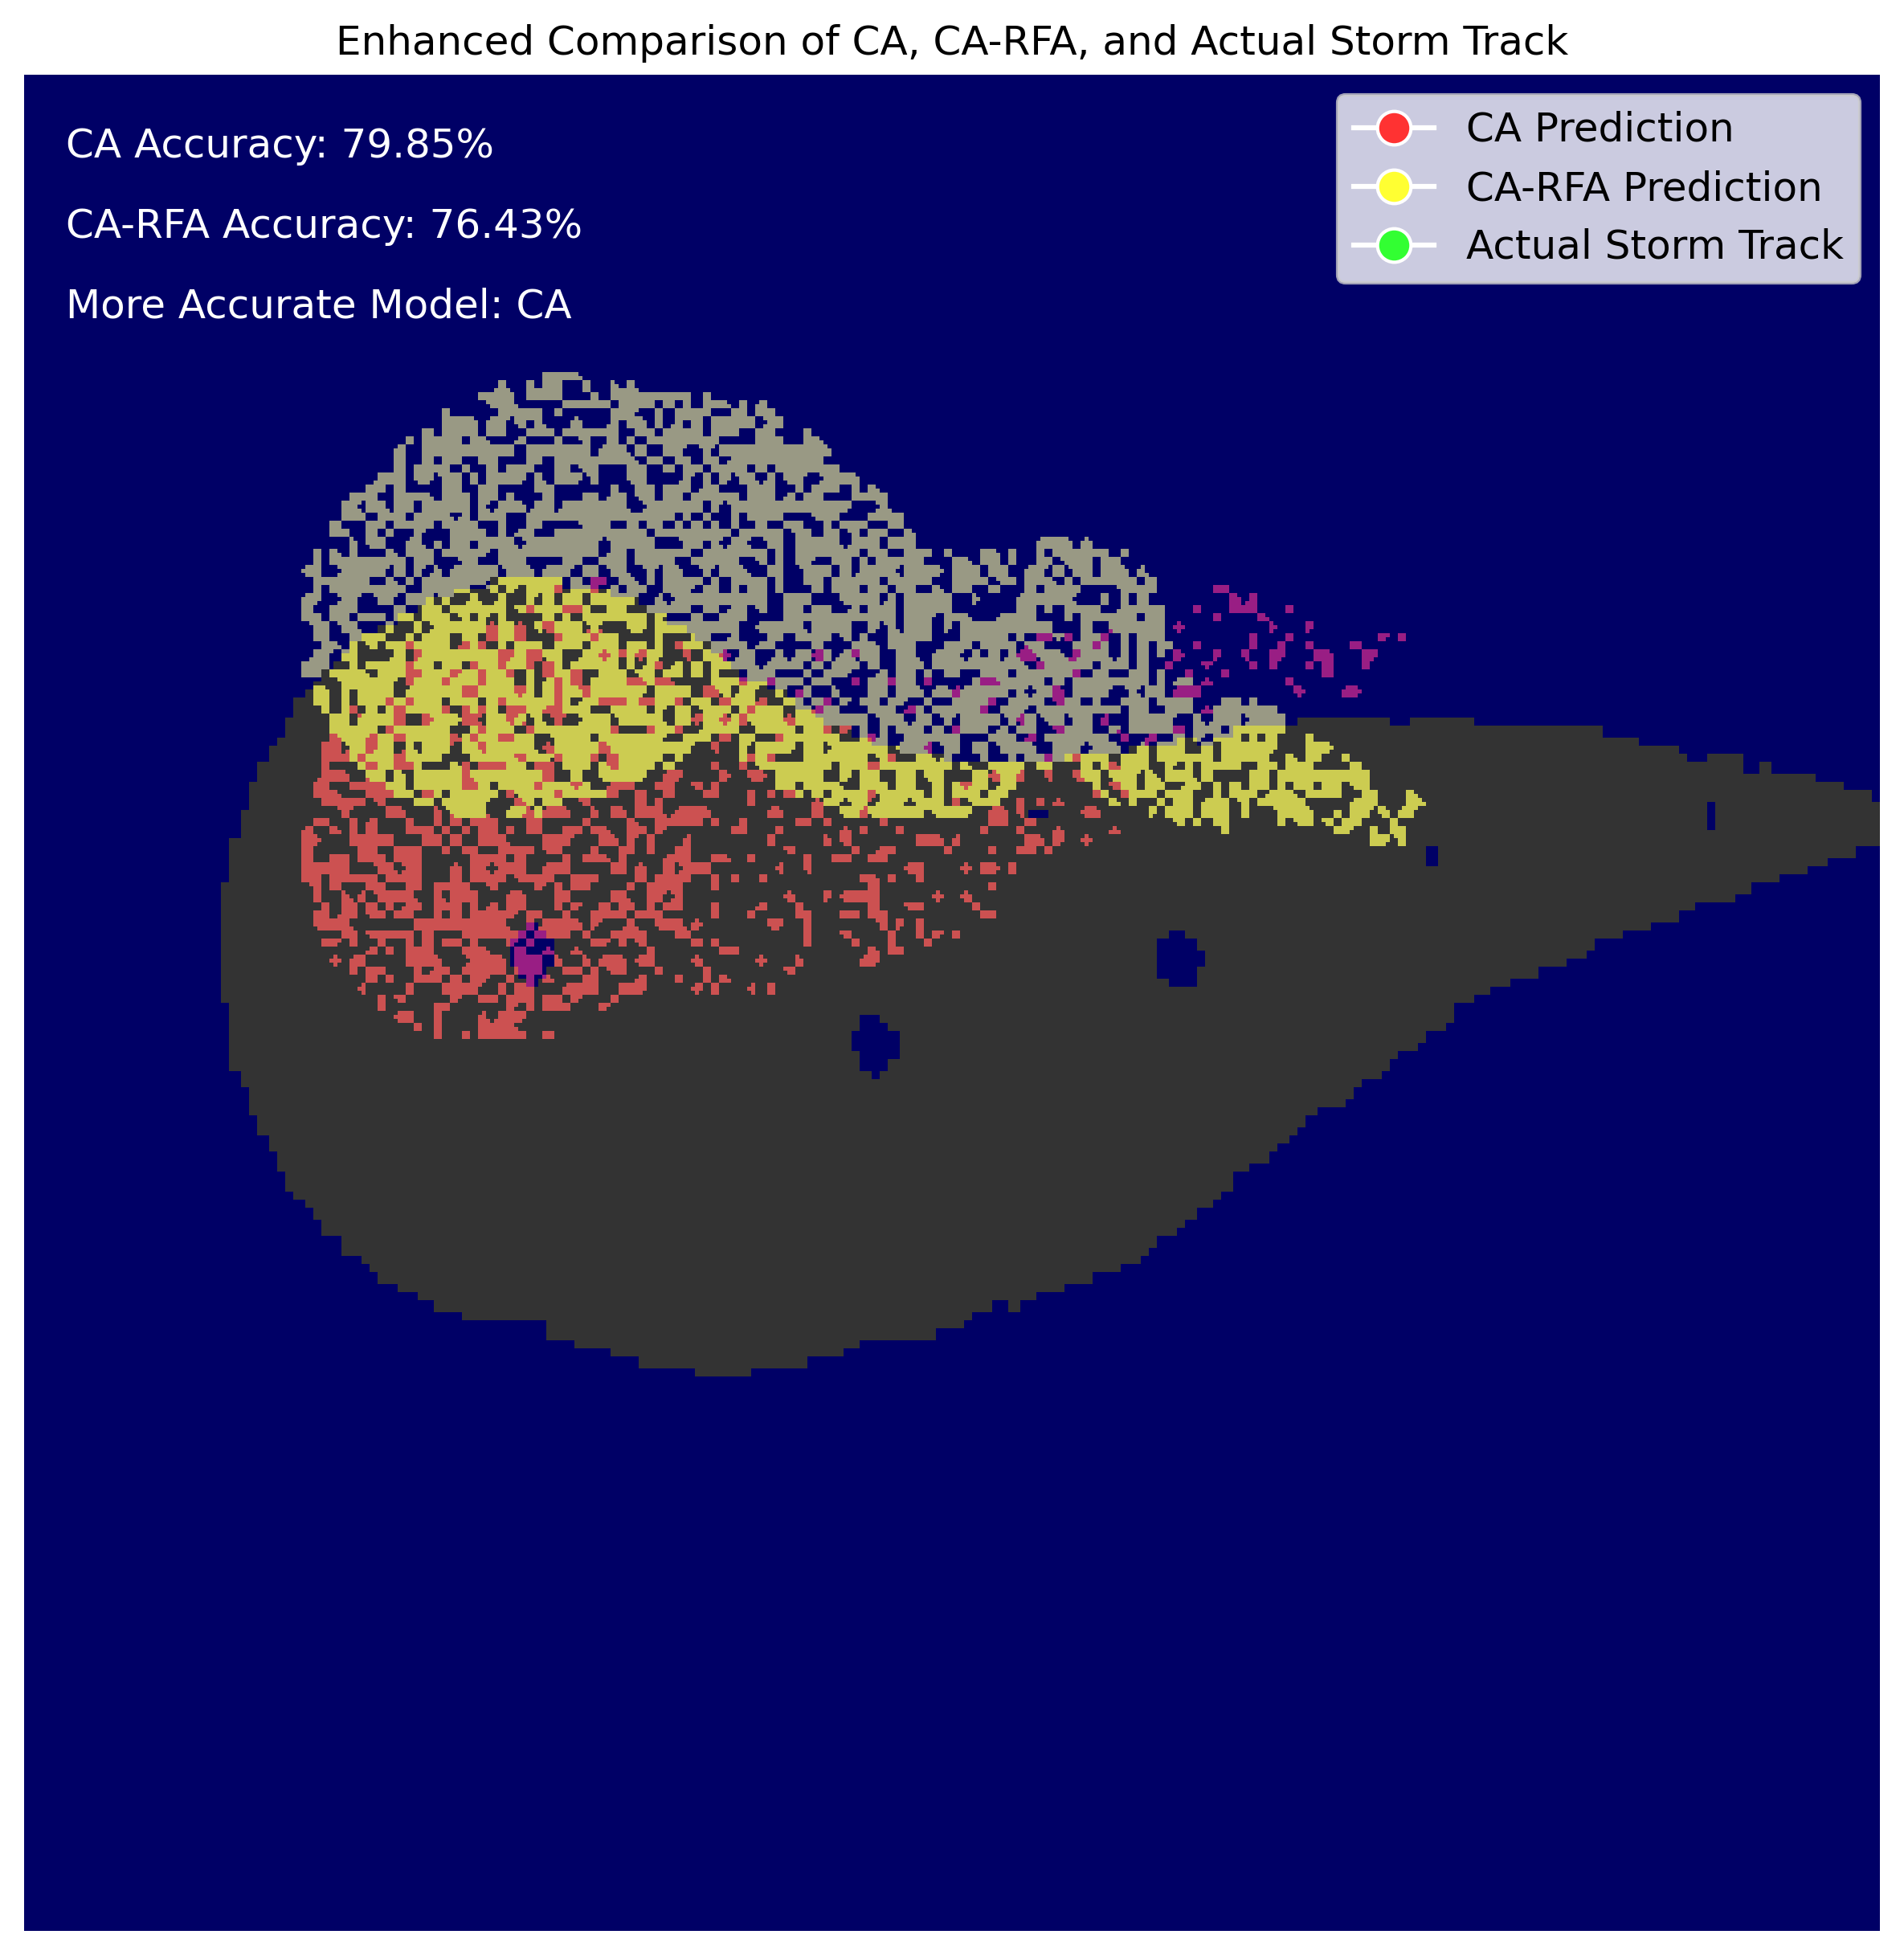 Enhanced Comparison of CA, CA-RFA, and Actual Storm Track
CA Accuracy: 79.85%
CA-RFA Accuracy: 76.43%
More Accurate Model: CA
CA Prediction
CA-RFA Prediction
Actual Storm Track